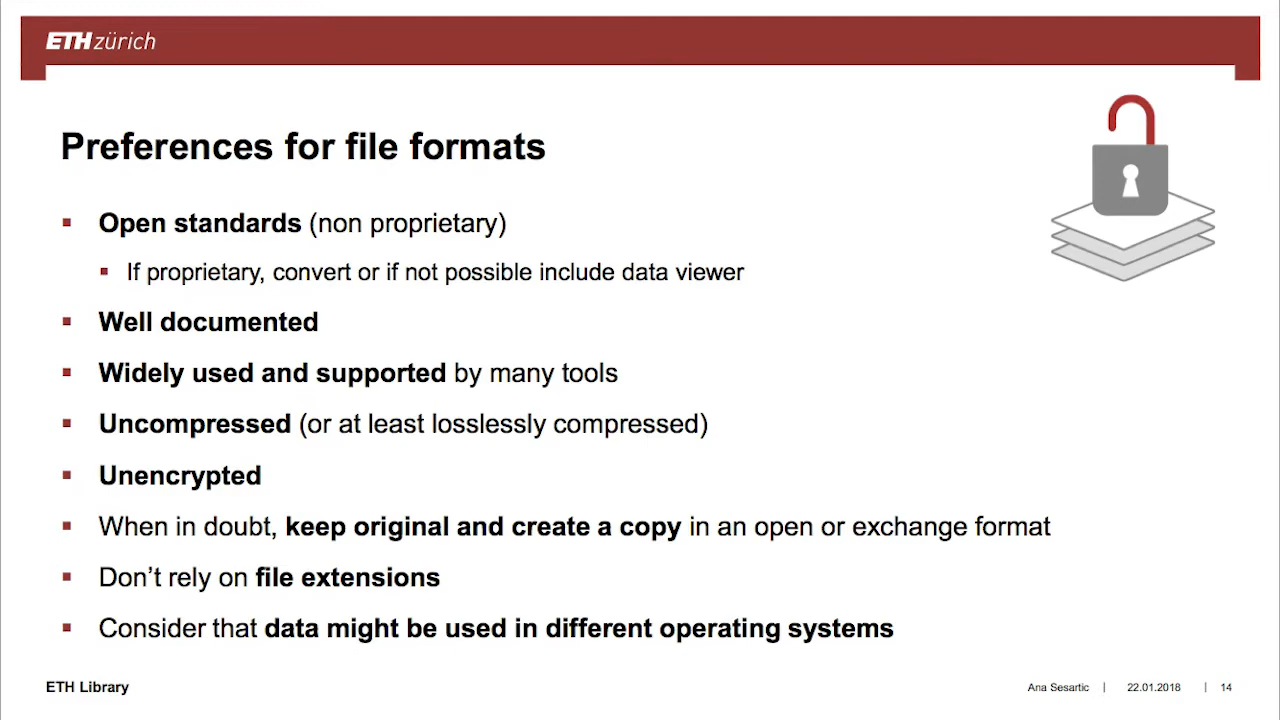 ETH zürich
Preferences for file formats
Open standards (non proprietary)
If proprietary, convert or if not possible include data viewer
Well documented
Widely used and supported by many tools
Uncompressed (or at least losslessly compressed)
Unencrypted
When in doubt, keep original and create a copy in an open or exchange format
Don’t rely on file extensions
Consider that data might be used in different operating systems
ETH Library
Ana Sesartic | 22.01.2018 | 14